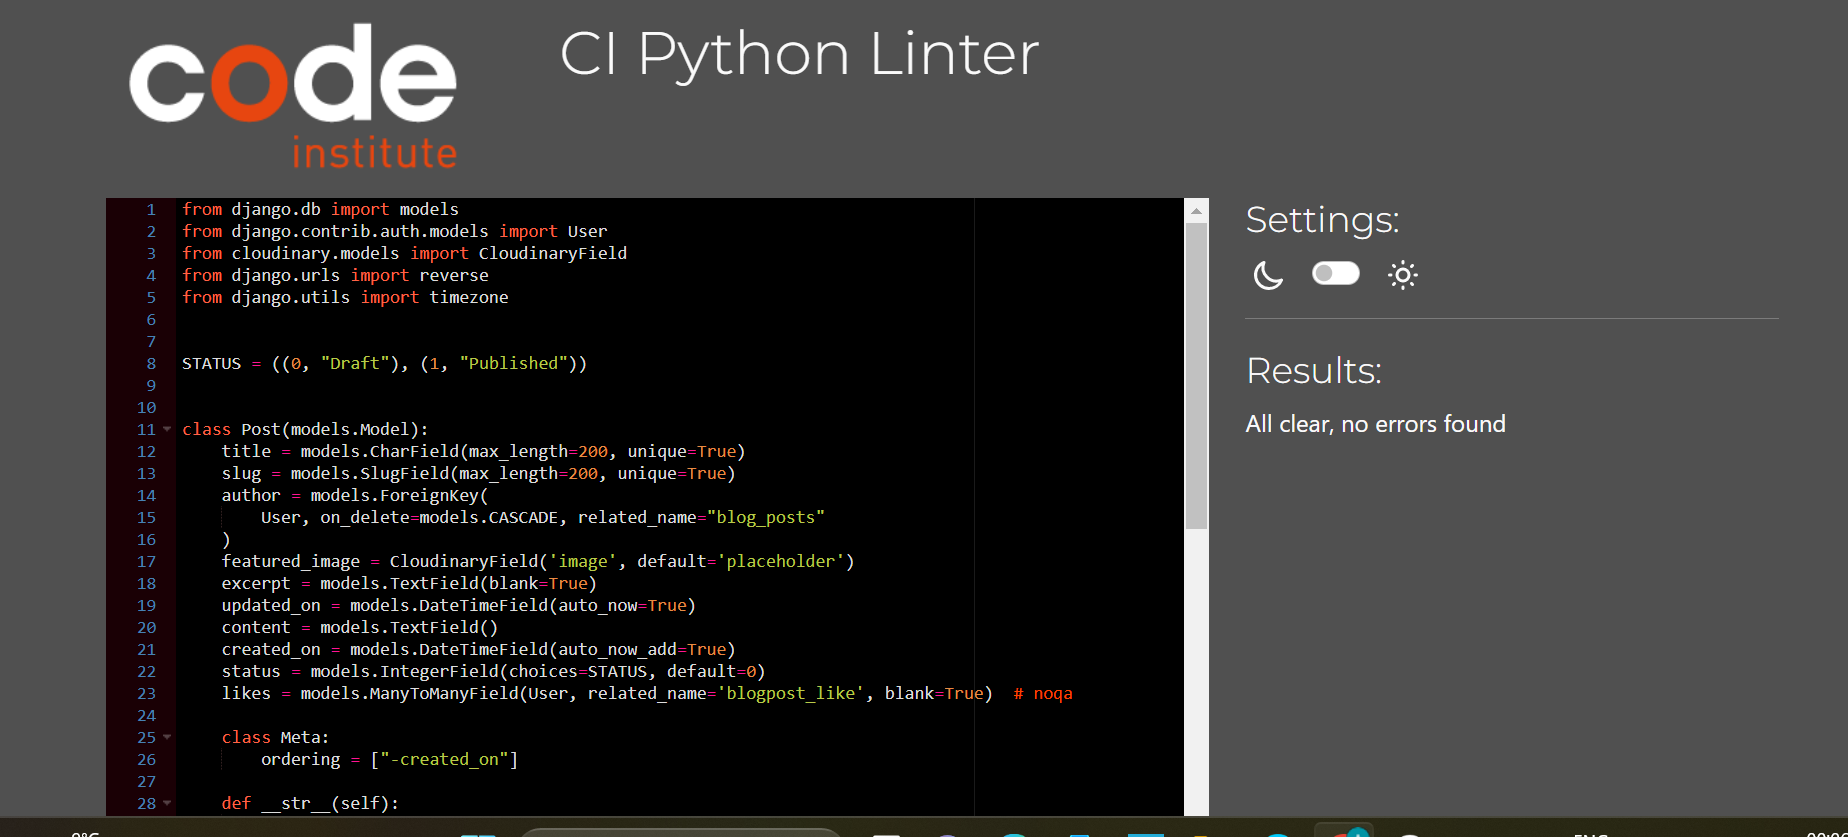 code
institute
CI Python Linter
1 from django.db import models
2 from django.contrib.auth.models import User
3 from cloudinary.models import CloudinaryField
4 from django.urls import reverse
5 from django.utils import timezone
6
7
8 STATUS = ((0, "Draft"), (1, "Published"))
9
10
11 class Post(models.Model):
12     title = models.CharField(max_length=200, unique=True)
13     slug = models.SlugField(max_length=200, unique=True)
14     author = models.ForeignKey(
15         User, on_delete=models.CASCADE, related_name="blog_posts"
16     )
17     featured_image = CloudinaryField('image', default='placeholder')
18     excerpt = models.TextField(blank=True)
19     updated_on = models.DateTimeField(auto_now=True)
20     content = models.TextField()
21     created_on = models.DateTimeField(auto_now_add=True)
22     status = models.IntegerField(choices=STATUS, default=0)
23     likes = models.ManyToManyField(User, related_name='blogpost_like', blank=True)  # noqa
24
25     class Meta:
26         ordering = ["-created_on"]
27
28     def __str__(self):
Settings:
Results:
All clear, no errors found